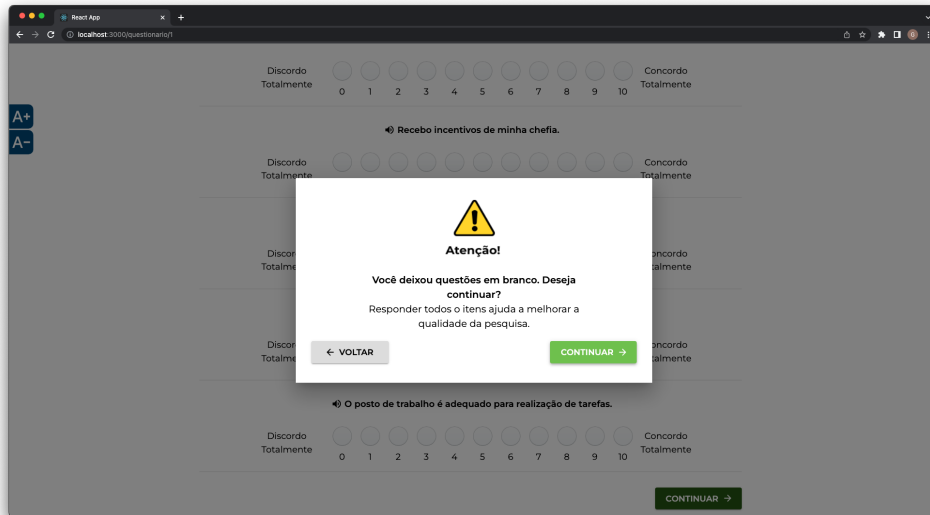 React App
localhost:3000/questionario/1
G
A+
A-
Discordo Totalmente
0 1 2 3 4 5 6 7 8 9 10
Concordo Totalmente
Recebo incentivos de minha chefia.
Discordo Totalmente
Concordo Totalmente
Atenção!
Você deixou questões em branco. Deseja
continuar?
Responder todos o itens ajuda a melhorar a
qualidade da pesquisa.
← VOLTAR
CONTINUAR →
O posto de trabalho é adequado para realização de tarefas.
Discordo Totalmente
0 1 2 3 4 5 6 7 8 9 10
Concordo Totalmente
CONTINUAR →